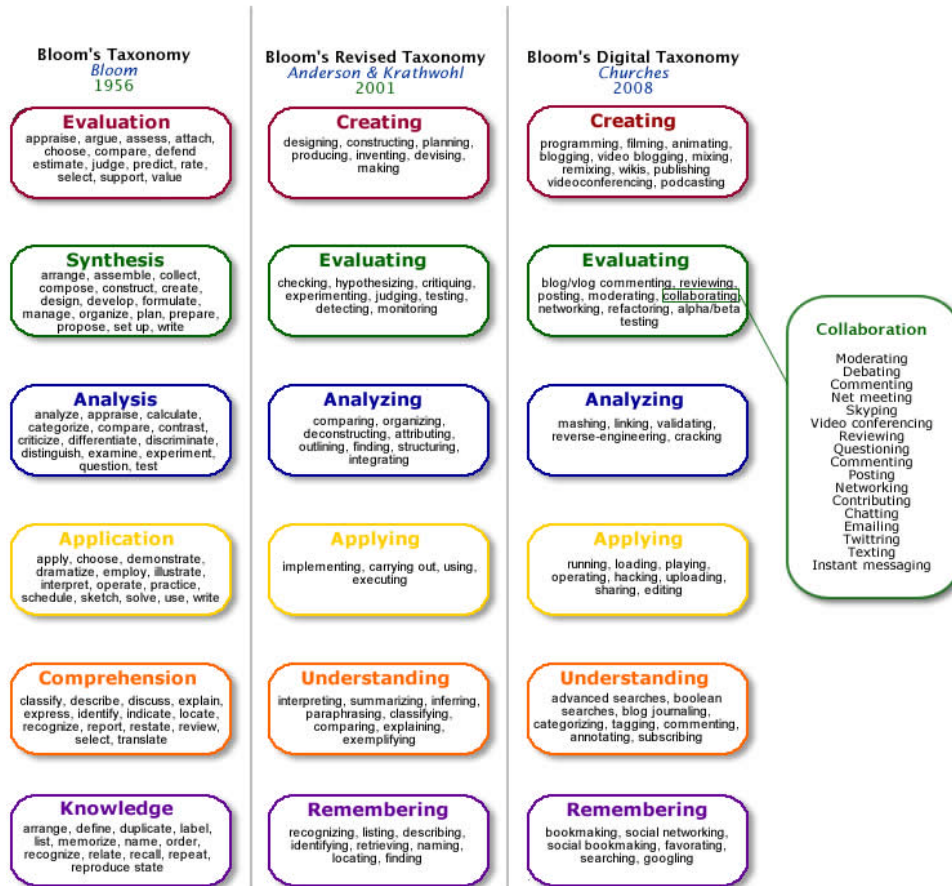 Bloom's Taxonomy
Bloom
1956
Evaluation
appraise, argue, assess, attach,
choose, compare, defend
estimate, judge, predict, rate,
select, support, value
Synthesis
arrange, assemble, collect,
compose, construct, create,
design, develop, formulate,
manage, organize, plan, prepare,
propose, set up, write
Analysis
analyze, appraise, calculate,
categorize, compare, contrast,
criticize, differentiate, discriminate,
distinguish, examine, experiment,
question, test
Application
apply, choose, demonstrate,
dramatize, employ, illustrate,
interpret, operate, practice,
schedule, sketch, solve, use, write
Comprehension
classify, describe, discuss, explain,
express, identify, indicate, locate,
recognize, report, restate, review,
select, translate
Knowledge
arrange, define, duplicate, label,
list, memorize, name, order,
recognize, relate, recall, repeat,
reproduce state
Bloom's Revised Taxonomy
Anderson & Krathwohl
2001
Creating
designing, constructing, planning,
producing, inventing, devising,
making
Evaluating
checking, hypothesizing, critiquing,
experimenting, judging, testing,
detecting, monitoring
Analyzing
comparing, organizing,
deconstructing, attributing,
outlining, finding, structuring,
integrating
Applying
implementing, carrying out, using,
executing
Understanding
interpreting, summarizing, inferring,
paraphrasing, classifying,
comparing, explaining,
exemplifying
Remembering
recognizing, listing, describing,
identifying, retrieving, naming,
locating, finding
Bloom's Digital Taxonomy
Churches
2008
Creating
programming, filming, animating,
blogging, video blogging, mixing,
remixing, wikis, publishing
videoconferencing, podcasting
Evaluating
blog/vlog commenting, reviewing,
posting, moderating, collaborating,
networking, refactoring, alpha/beta
testing
Analyzing
mashing, linking, validating,
reverse-engineering, cracking
Applying
running, loading, playing,
operating, hacking, uploading,
sharing, editing
Understanding
advanced searches, boolean
searches, blog journaling,
categorizing, tagging, commenting,
annotating, subscribing
Remembering
bookmaking, social networking,
social bookmaking, favorating,
searching, googling
Collaboration
Moderating
Debating
Commenting
Net meeting
Skyping
Video conferencing
Reviewing
Questioning
Commenting
Posting
Networking
Contributing
Chatting
Emailing
Twittring
Texting
Instant messaging